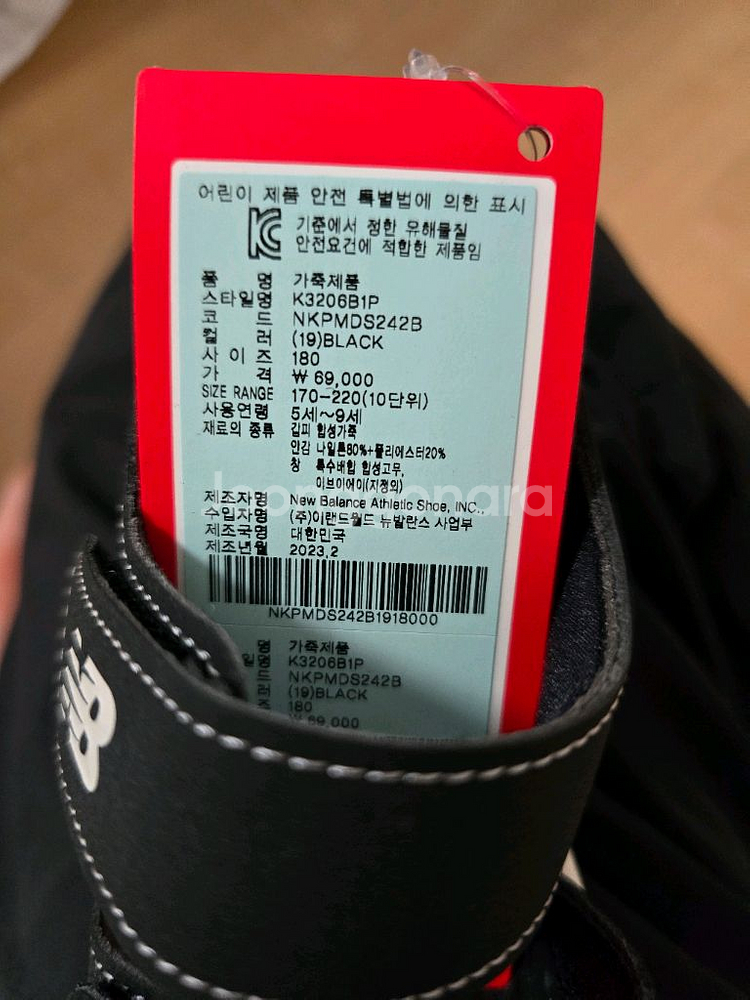 어린이 제품 안전 특별법에 의한 표시
기준에서 정한 유해물질
안전요건에 적합한 제품임
품 명 가죽제품
스타일명 K3206B1P
코 드 NKPMDS242B
컬 러 (19)BLACK
사 이 즈 180
가 격 ₩ 69,000
SIZE RANGE 170-220(10단위)
사용연령 5세~9세
재료의 종류 겉피 합성가죽
안감 나일론80%+폴리에스터20%
창 특수배합 합성고무,
이브이에이(지정외)
제조자명 New Balance Athletic Shoe, INC.,
수입자명 (주)이랜드월드 뉴발란스 사업부
제조국명 대한민국
제조년월 2023.2
NKPMDS242B1918000
명 가죽제품
일명 K3206B1P
드 NKPMDS242B
러 (19)BLACK
즈 180
₩ 69,000